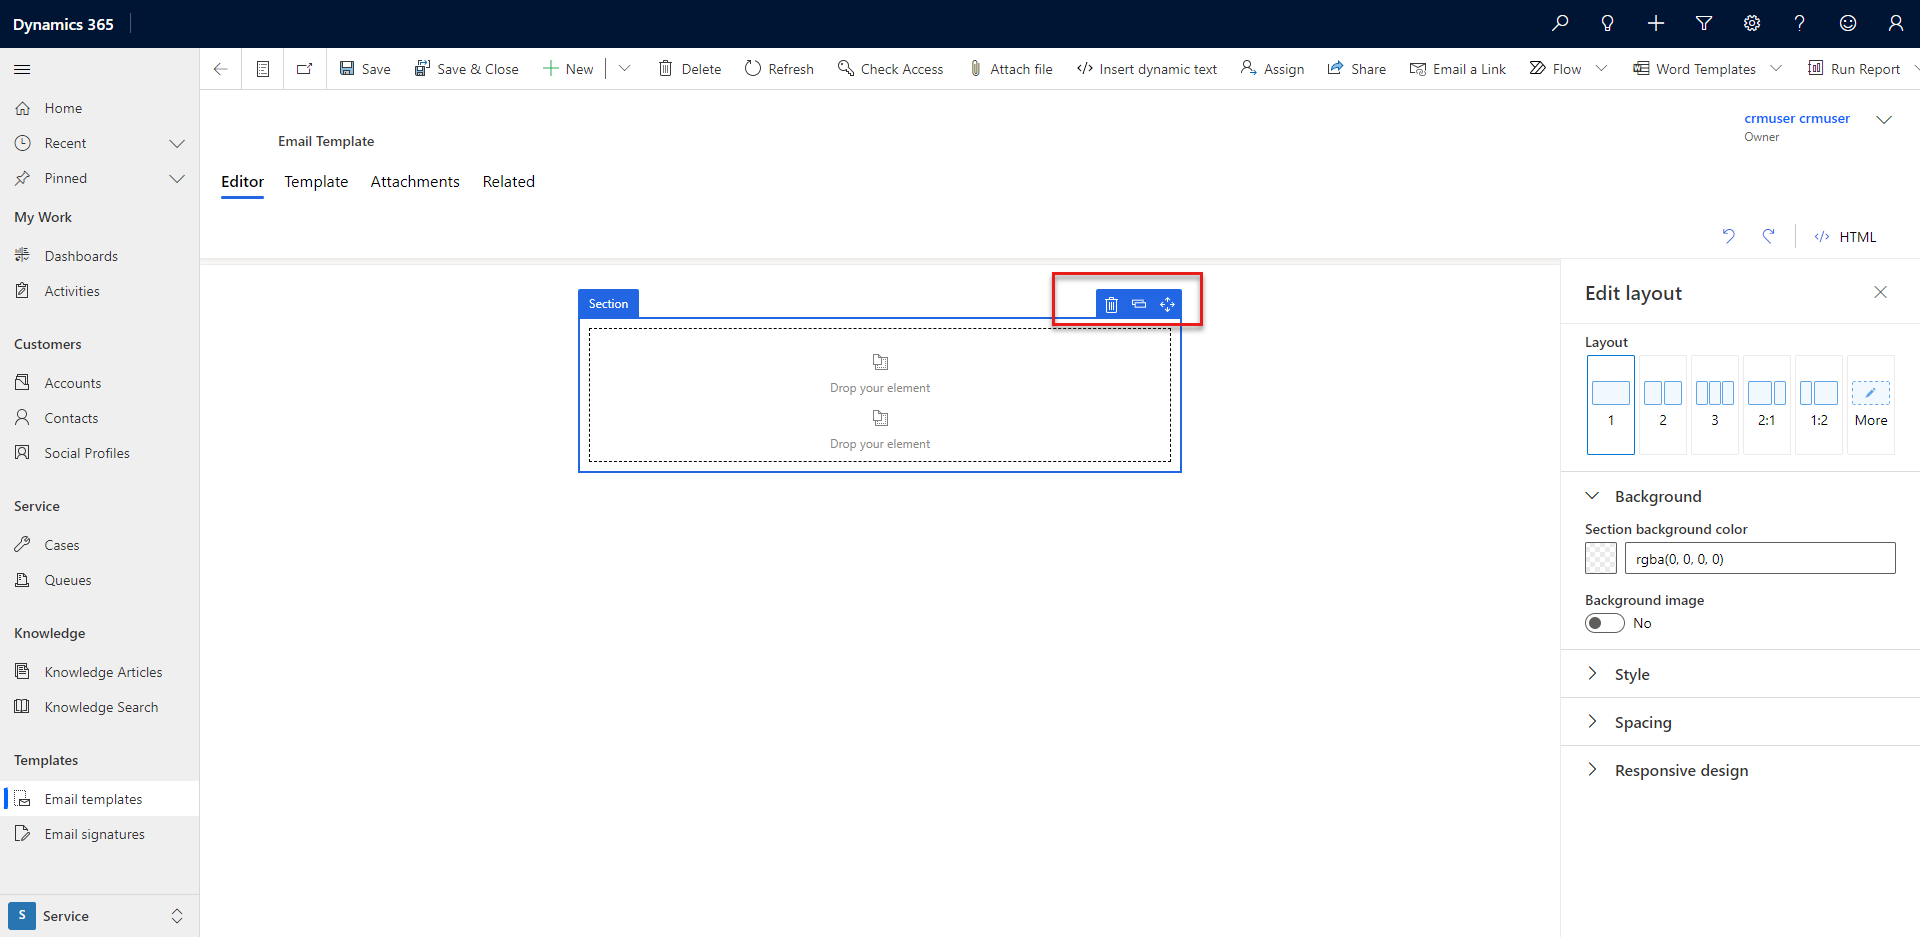 Dynamics 365
Save
Save & Close
New
Delete
Refresh
Check Access
Attach file
Insert dynamic text
Assign
Share
Email a Link
Flow
Word Templates
Run Report
Home
Recent
Pinned
My Work
Dashboards
Activities
Customers
Accounts
Contacts
Social Profiles
Service
Cases
Queues
Knowledge
Knowledge Articles
Knowledge Search
Templates
Email templates
Email signatures
S
Service
Email Template
crmuser crmuser
Owner
Editor
Template
Attachments
Related
HTML
Section
Drop your element
Drop your element
Edit layout
Layout
1
2
3
2:1
1:2
More
Background
Section background color
rgba(0, 0, 0, 0)
Background image
No
Style
Spacing
Responsive design